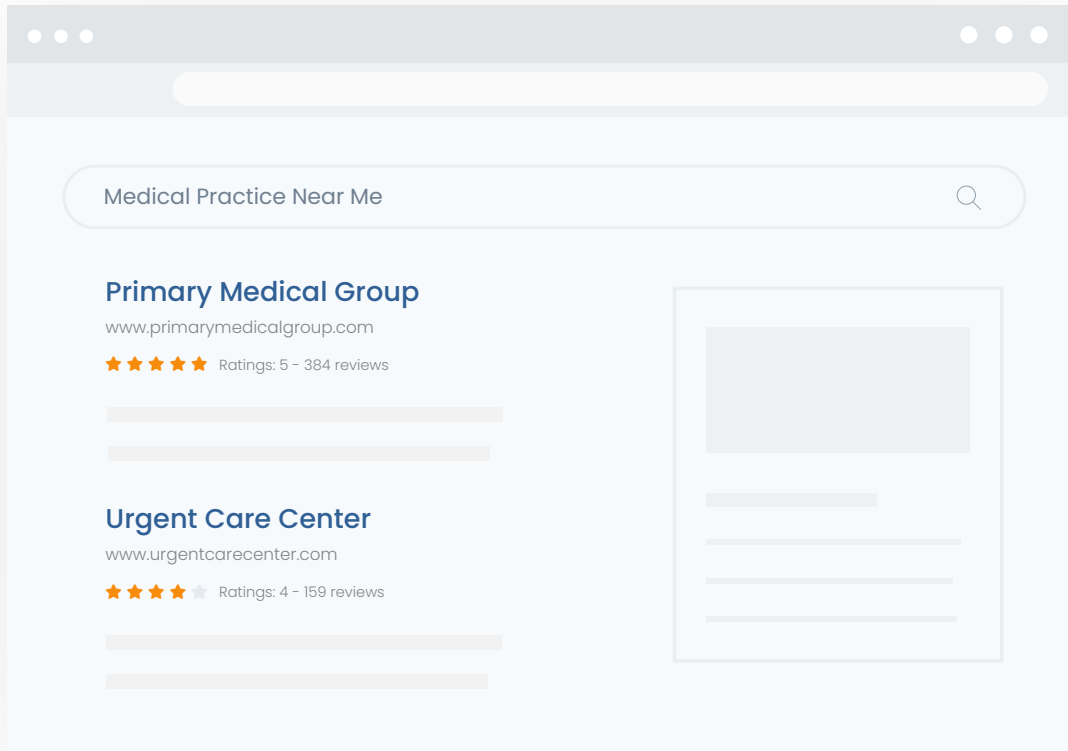 Medical Practice Near Me
Primary Medical Group
www.primarymedicalgroup.com
Ratings: 5 - 384 reviews
Urgent Care Center
www.urgentcarecenter.com
Ratings: 4 - 159 reviews